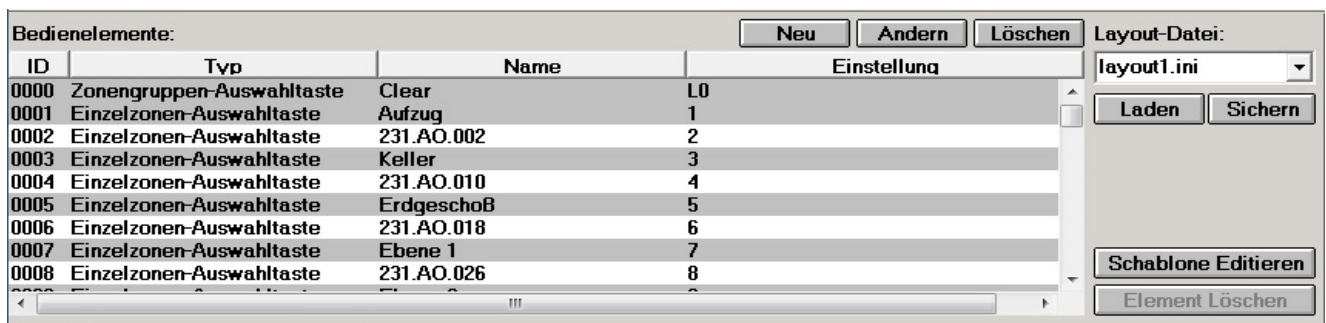 Bedienelemente: Neu Andern Löschen Layout-Datei:
ID Typ Name Einstellung layout1.ini
0000 Zonengruppen-Auswahltaste Clear L0
0001 Einzelzonen-Auswahltaste Aufzug 1 Laden Sichern
0002 Einzelzonen-Auswahltaste 231.AO.002 2
0003 Einzelzonen-Auswahltaste Keller 3
0004 Einzelzonen-Auswahltaste 231.AO.010 4
0005 Einzelzonen-Auswahltaste Erdgeschoß 5
0006 Einzelzonen-Auswahltaste 231.AO.018 6
0007 Einzelzonen-Auswahltaste Ebene 1 7
0008 Einzelzonen-Auswahltaste 231.AO.026 8 Schablone Editieren
Element Löschen